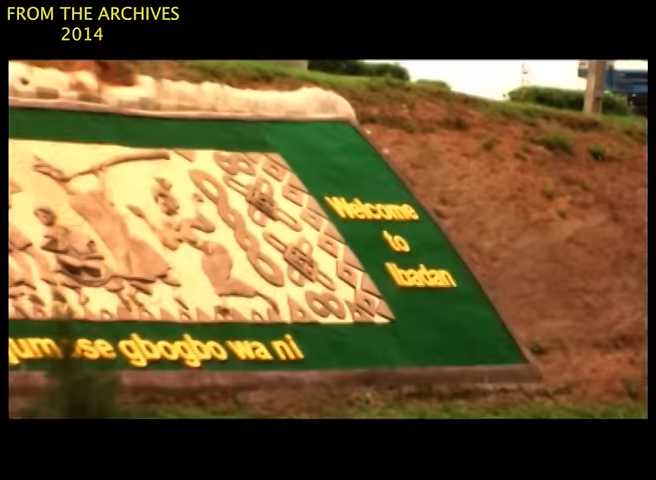 FROM THE ARCHIVES
2014
Welcome
to
Ibadan
gbogbo wa ni